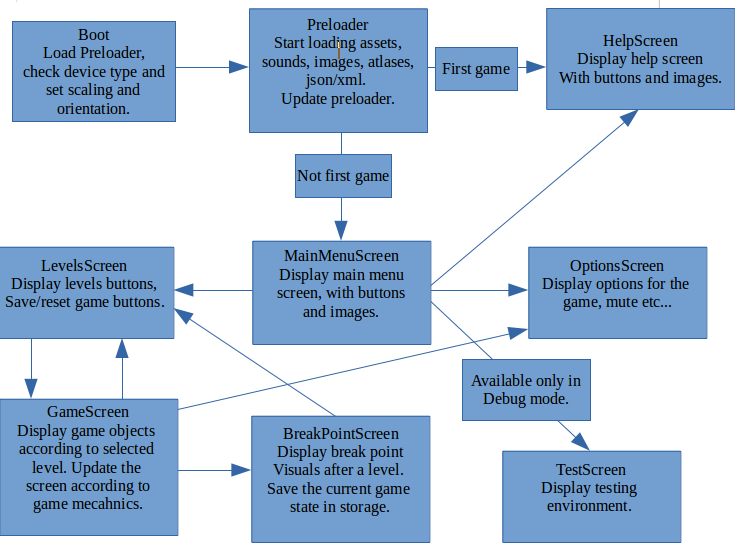 Boot
Load Preloader,
check device type and
set scaling and
orientation.
Preloader
Start loading assets,
sounds, images, atlases,
json/xml.
Update preloader.
First game
HelpScreen
Display help screen
With buttons and images.
Not first game
LevelsScreen
Display levels buttons,
Save/reset game buttons.
MainMenuScreen
Display main menu
screen, with buttons
and images.
OptionsScreen
Display options for the
game, mute etc...
Available only in
Debug mode.
GameScreen
Display game objects
according to selected
level. Update the
screen according to
game mecahnics.
BreakPointScreen
Display break point
Visuals after a level.
Save the current game
state in storage.
TestScreen
Display testing
environment.